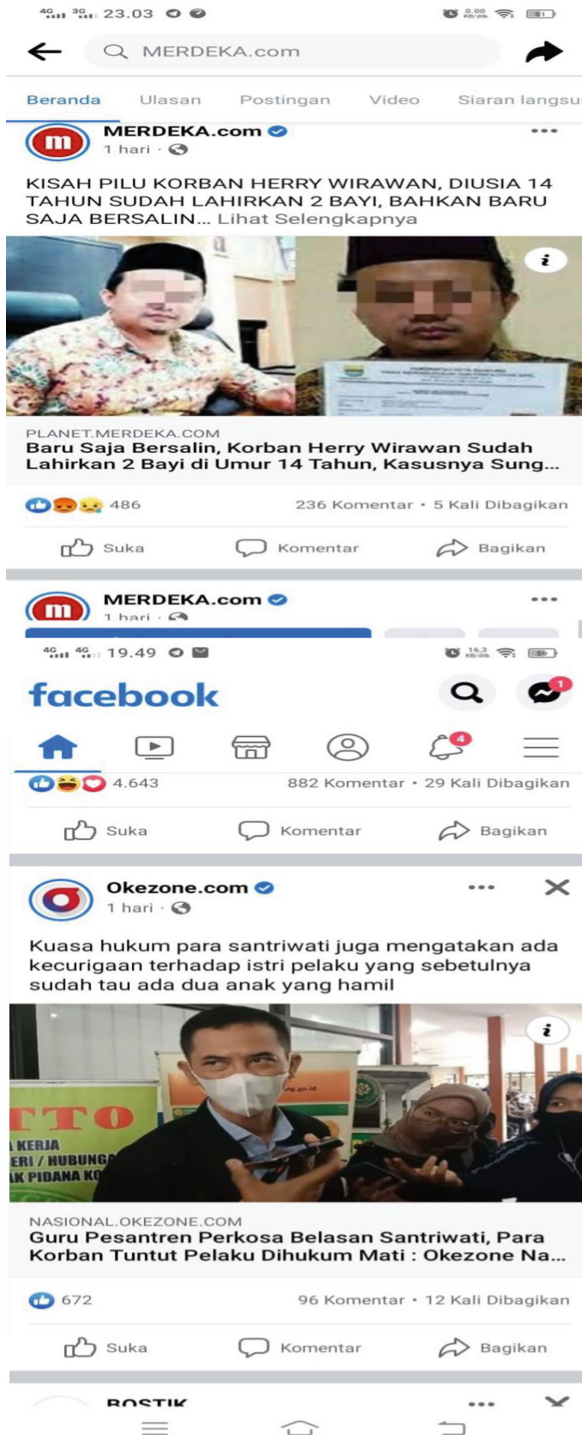 4G 3G 23.03 0.00 KB/dtk 51
MERDEKA.com
Beranda Ulasan Postingan Video Siaran langsu
MERDEKA.com
1 hari ·
KISAH PILU KORBAN HERRY WIRAWAN, DIUSIA 14
TAHUN SUDAH LAHIRKAN 2 BAYI, BAHKAN BARU
SAJA BERSALIN... Lihat Selengkapnya
PLANET.MERDEKA.COM
Baru Saja Bersalin, Korban Herry Wirawan Sudah
Lahirkan 2 Bayi di Umur 14 Tahun, Kasusnya Sung...
486 236 Komentar • 5 Kali Dibagikan
Suka Komentar Bagikan
MERDEKA.com
1 hari ·
4G 4G 19.49 16,3 KB/dtk
facebook
1
4
4.643 882 Komentar • 29 Kali Dibagikan
Suka Komentar Bagikan
Okezone.com
1 hari ·
Kuasa hukum para santriwati juga mengatakan ada
kecurigaan terhadap istri pelaku yang sebetulnya
sudah tau ada dua anak yang hamil
ng.go.id
TTO
KERJA
ERI / HUBUNGA
AK PIDANA KO
NASIONAL.OKEZONE.COM
Guru Pesantren Perkosa Belasan Santriwati, Para
Korban Tuntut Pelaku Dihukum Mati : Okezone Na...
672 96 Komentar • 12 Kali Dibagikan
Suka Komentar Bagikan
BOSTIK